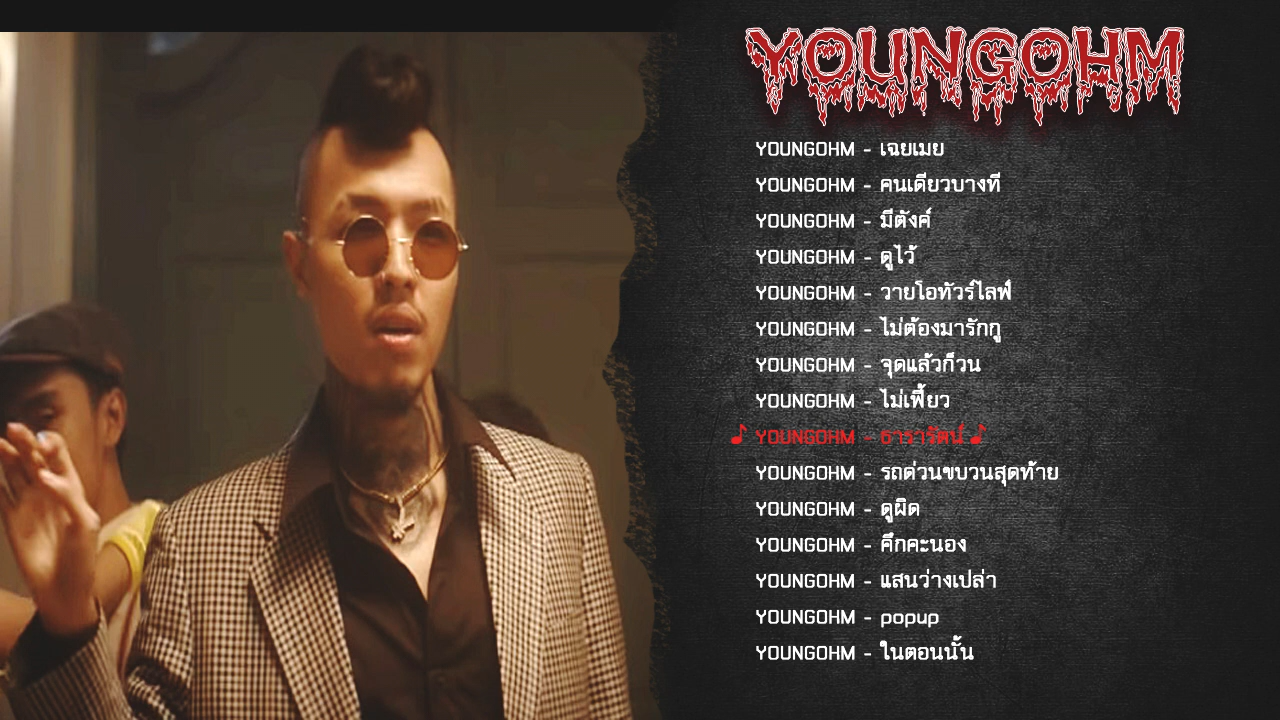 YOUNGOHM
YOUNGOHM - เฉยเมย
YOUNGOHM - คนเดียวบางที
YOUNGOHM - มีตังค์
YOUNGOHM - ดูไว้
YOUNGOHM - วายโอทัวร์ไลฟ์
YOUNGOHM - ไม่ต้องมารักกู
YOUNGOHM - จุดแล้วก็วน
YOUNGOHM - ไม่เฟี้ยว
♪ YOUNGOHM - ธารารัตน์ ♪
YOUNGOHM - รถด่วนขบวนสุดท้าย
YOUNGOHM - ดูผิด
YOUNGOHM - คึกคะนอง
YOUNGOHM - แสนว่างเปล่า
YOUNGOHM - popup
YOUNGOHM - ในตอนนั้น